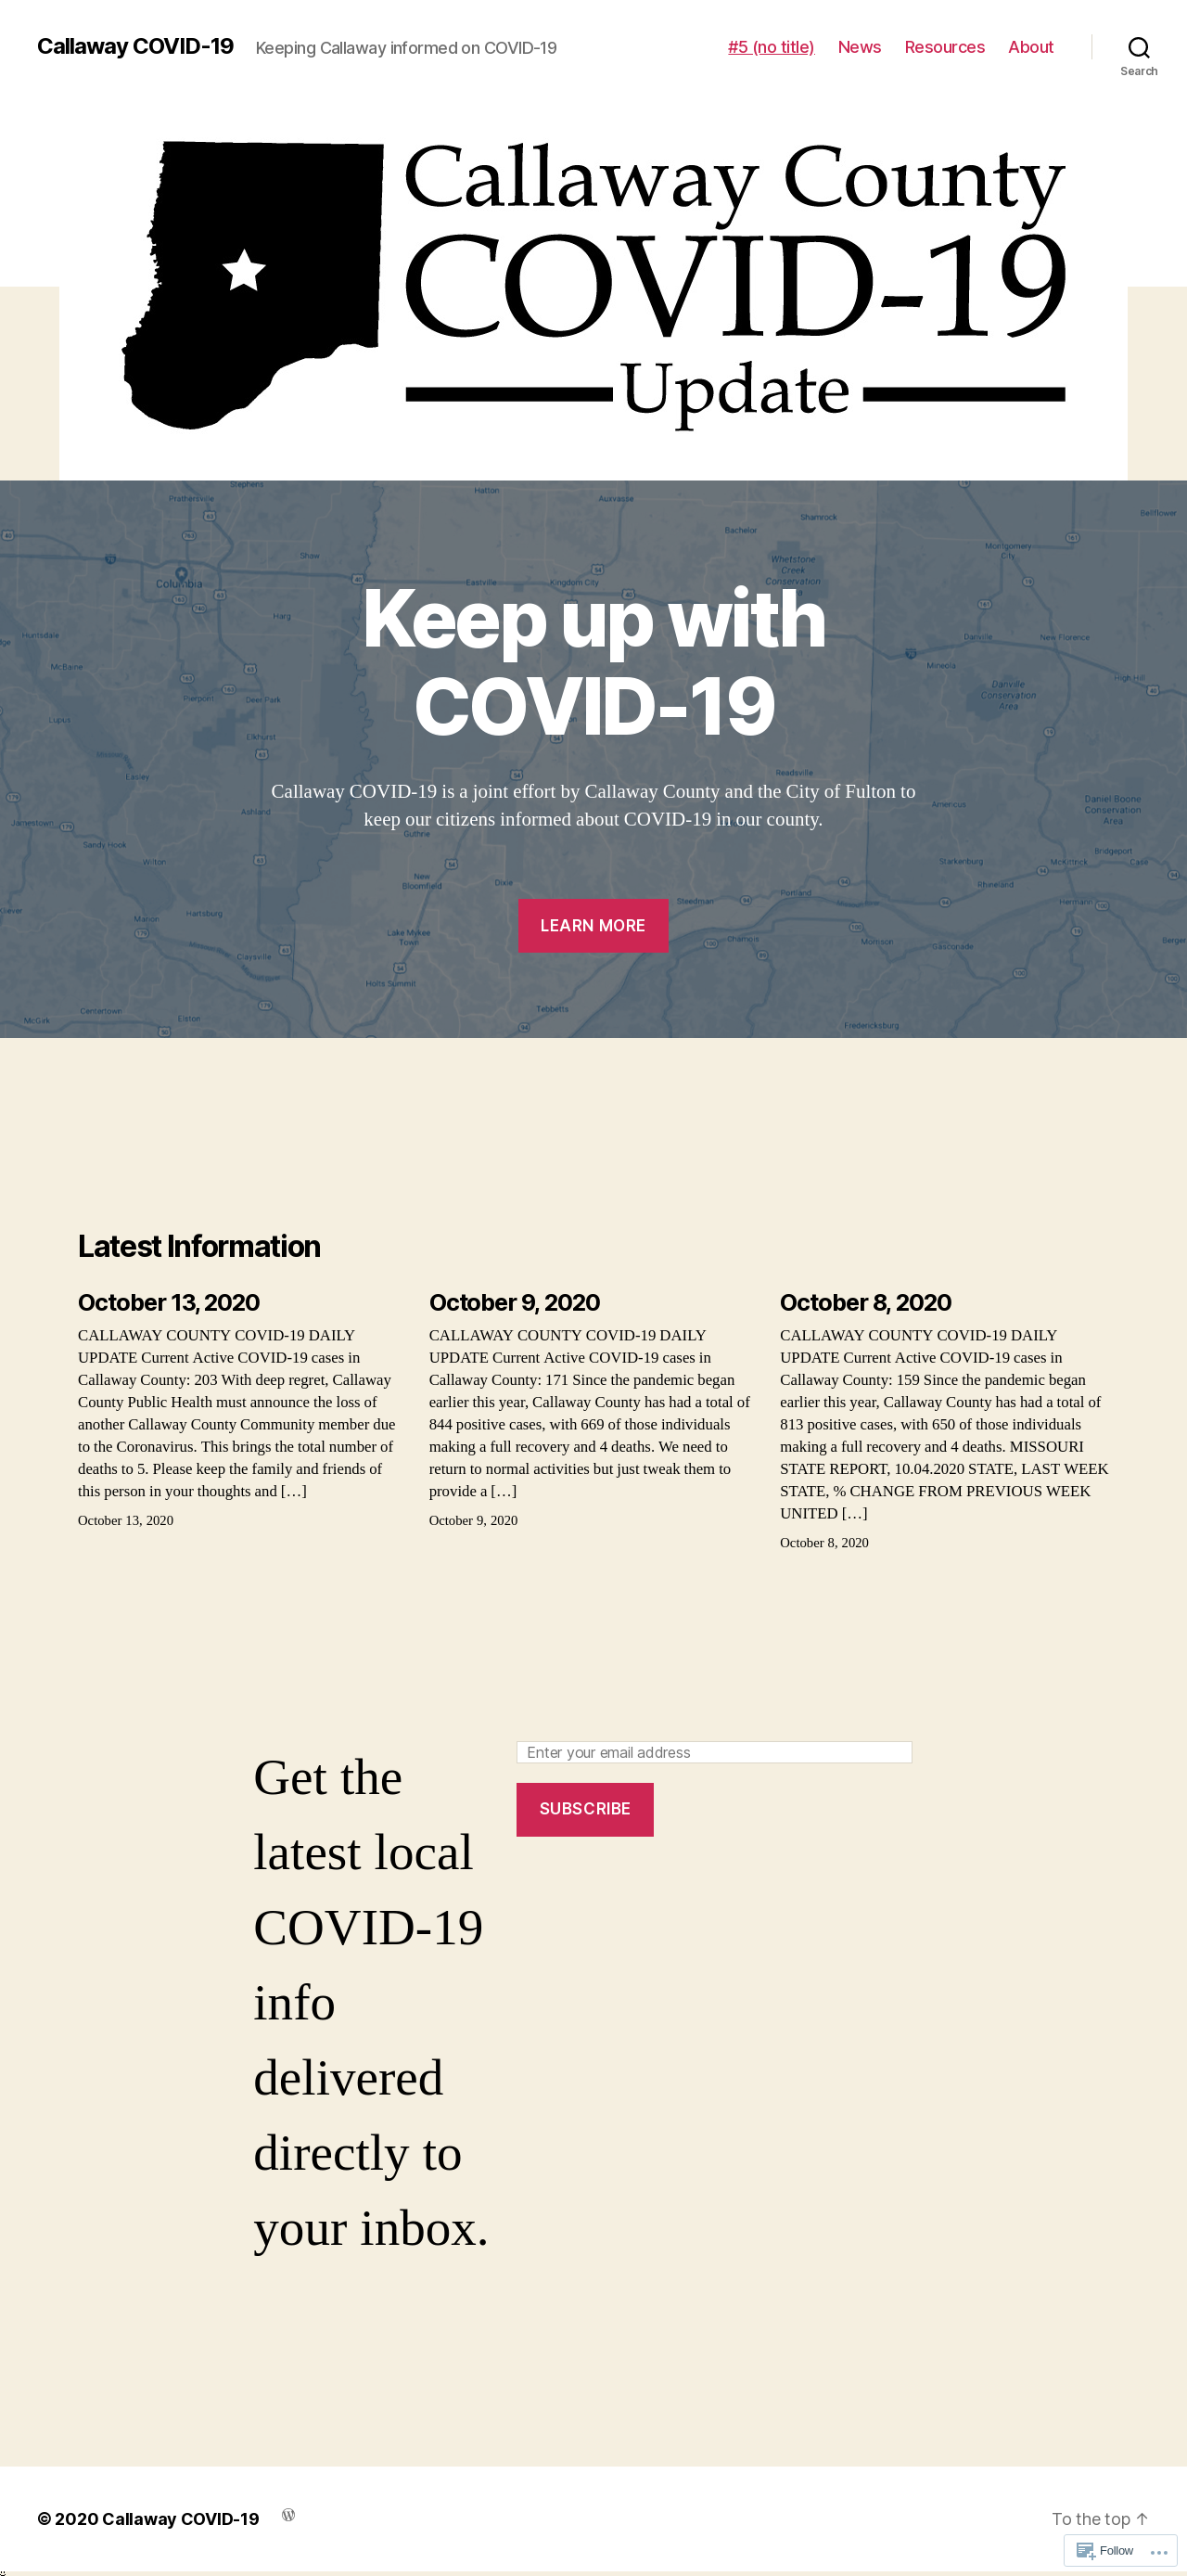 Callaway COVID-19
Keeping Callaway informed on COVID-19
#5 (no title)
News
Resources
About
Search
Callaway County
COVID-19
Update
Keep up with
COVID-19
Callaway COVID-19 is a joint effort by Callaway County and the City of Fulton to
keep our citizens informed about COVID-19 in our county.
LEARN MORE
Latest Information
October 13, 2020
CALLAWAY COUNTY COVID-19 DAILY
UPDATE Current Active COVID-19 cases in
Callaway County: 203 With deep regret, Callaway
County Public Health must announce the loss of
another Callaway County Community member due
to the Coronavirus. This brings the total number of
deaths to 5. Please keep the family and friends of
this person in your thoughts and […]
October 13, 2020
October 9, 2020
CALLAWAY COUNTY COVID-19 DAILY
UPDATE Current Active COVID-19 cases in
Callaway County: 171 Since the pandemic began
earlier this year, Callaway County has had a total of
844 positive cases, with 669 of those individuals
making a full recovery and 4 deaths. We need to
return to normal activities but just tweak them to
provide a […]
October 9, 2020
October 8, 2020
CALLAWAY COUNTY COVID-19 DAILY
UPDATE Current Active COVID-19 cases in
Callaway County: 159 Since the pandemic began
earlier this year, Callaway County has had a total of
813 positive cases, with 650 of those individuals
making a full recovery and 4 deaths. MISSOURI
STATE REPORT, 10.04.2020 STATE, LAST WEEK
STATE, % CHANGE FROM PREVIOUS WEEK
UNITED […]
October 8, 2020
Get the
latest local
COVID-19
info
delivered
directly to
your inbox.
Enter your email address
SUBSCRIBE
© 2020 Callaway COVID-19
To the top ↑
Follow